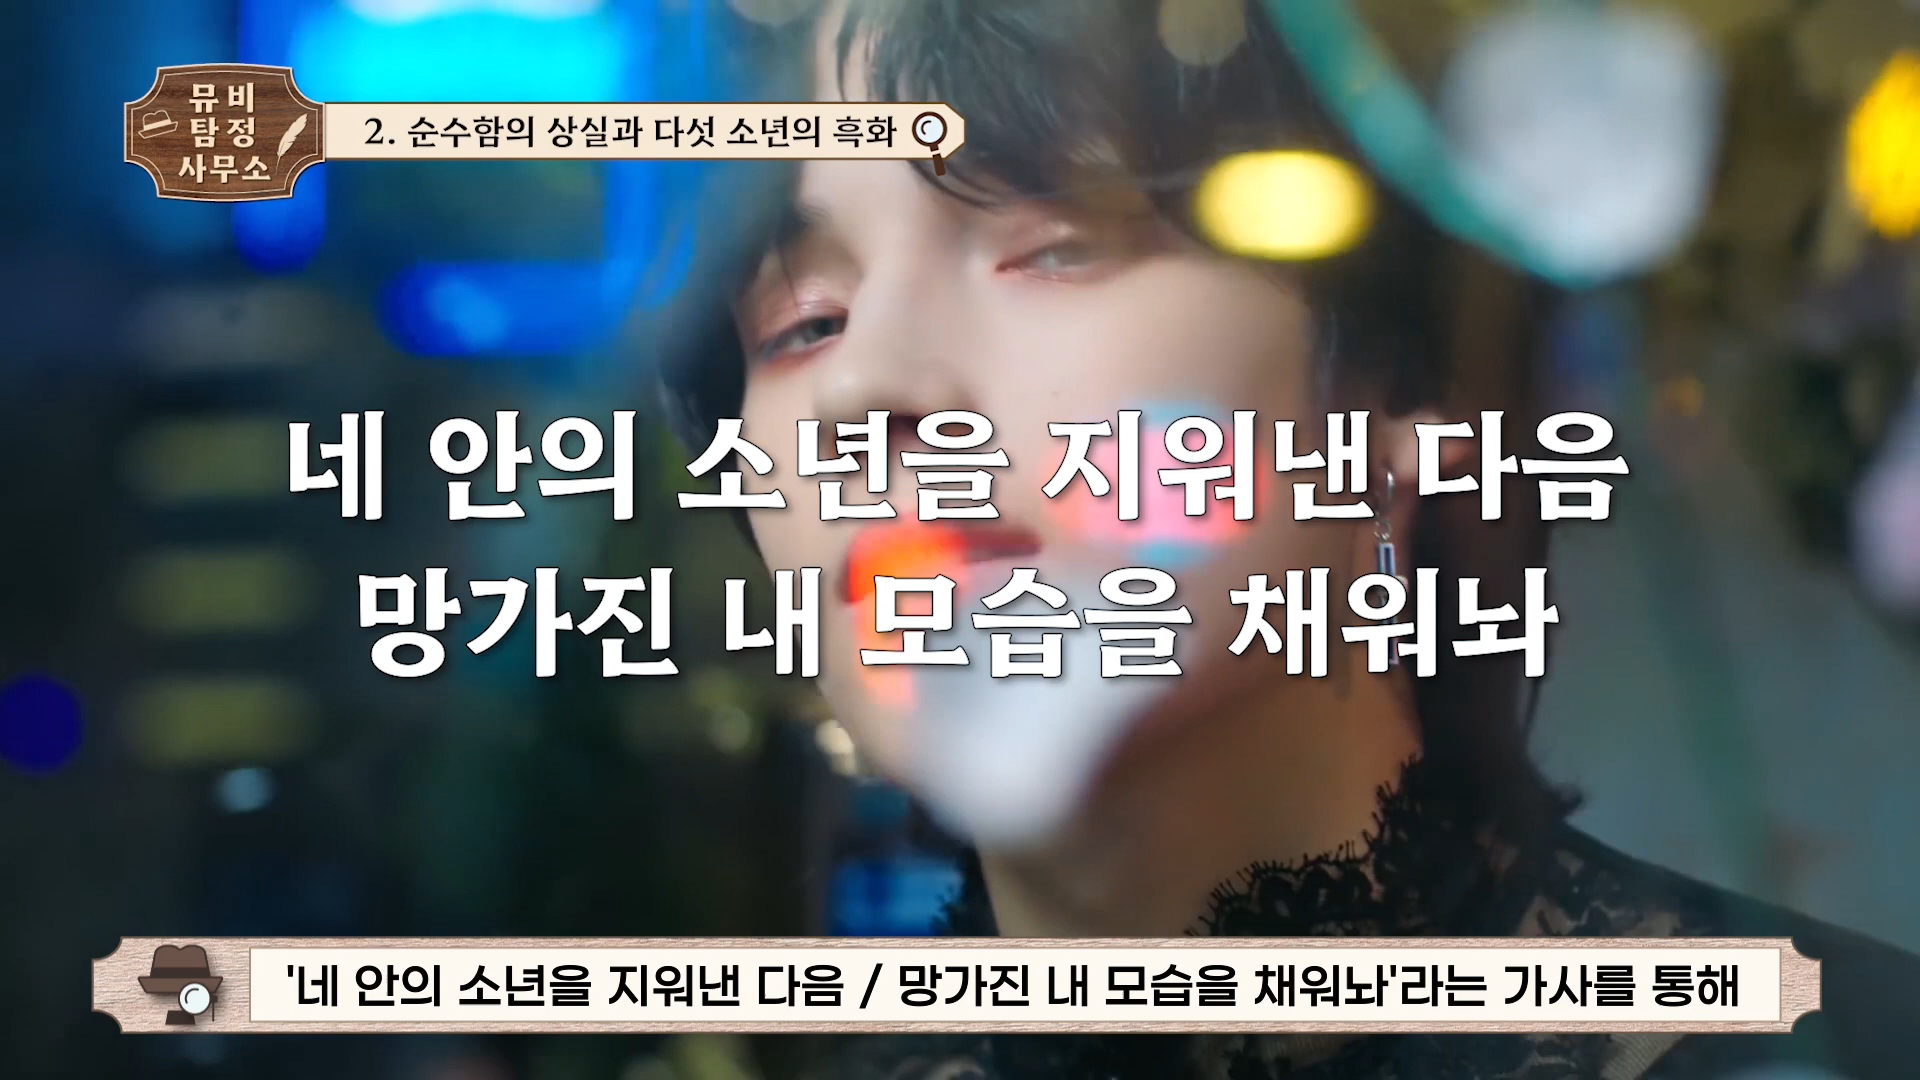 뮤비
탐정
사무소
2. 순수함의 상실과 다섯 소년의 흑화
네 안의 소년을 지워낸 다음
망가진 내 모습을 채워놔
'네 안의 소년을 지워낸 다음 / 망가진 내 모습을 채워놔'라는 가사를 통해